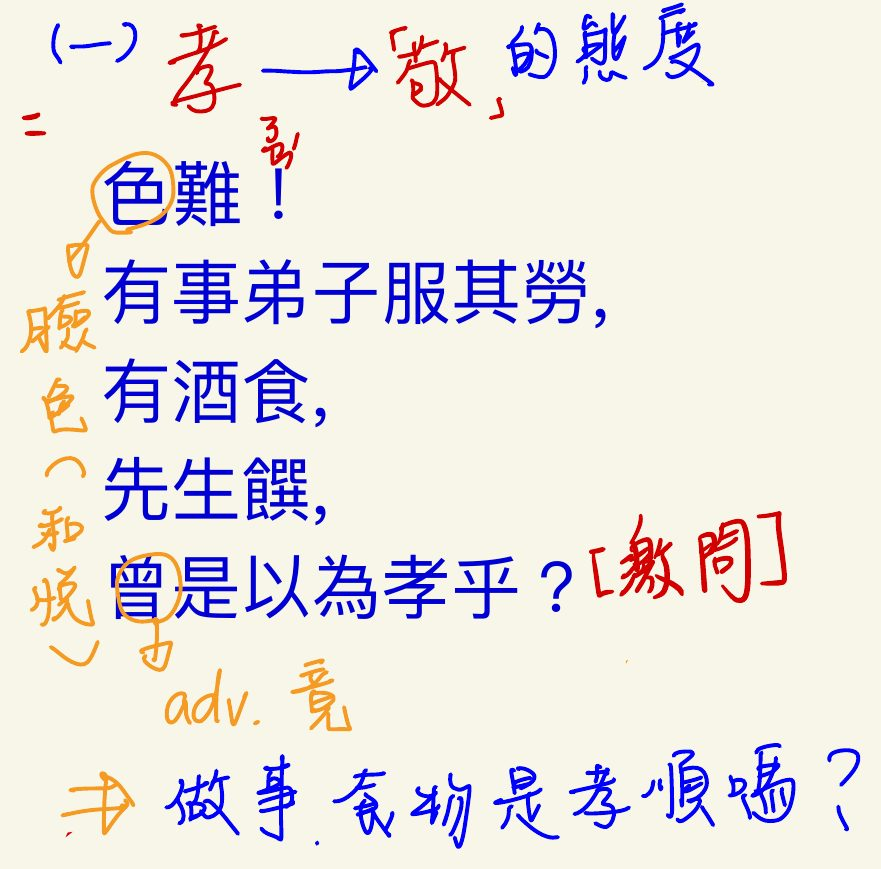 (一) 孝→「敬」的態度
二
色難！
有事弟子服其勞,
有酒食,
先生饌,
曾是以為孝乎？[激問]
臉色(和悅)
adv. 竟
⇒ 做事.食物是孝順嗎？